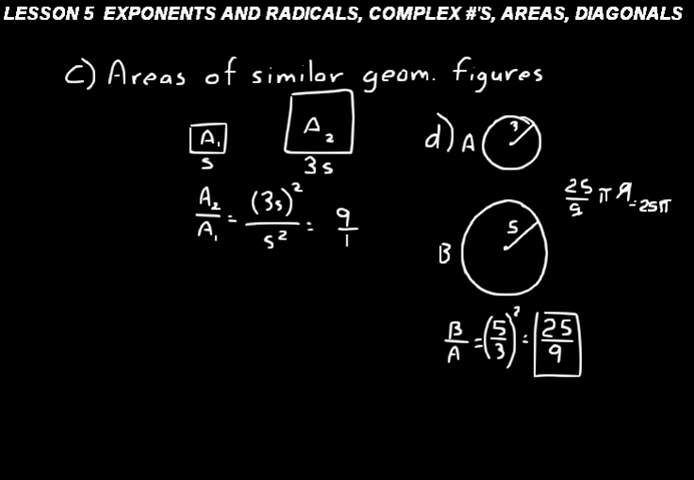 LESSON 5 EXPONENTS AND RADICALS, COMPLEX #'S, AREAS, DIAGONALS
c) Areas of similar geom. figures
A₁
s
A₂
3s
A₂/A₁ = (3s)²/s² = 9/1
d) A
3
B
5
25/9 π 9 = 25π
B/A = (5/3)² = 25/9